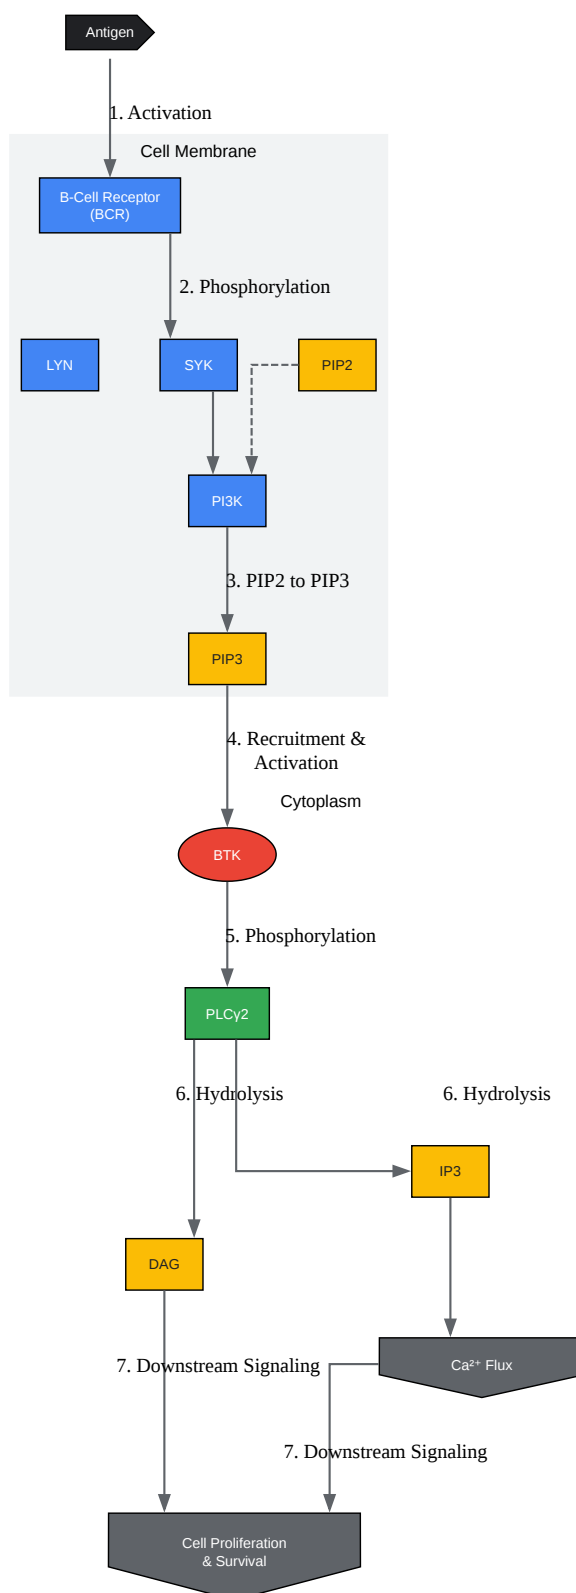 Antigen
1. Activation
Cell Membrane
B-Cell Receptor
(BCR)
2. Phosphorylation
LYN
SYK
PIP2
PI3K
3. PIP2 to PIP3
PIP3
4. Recruitment &
Activation
Cytoplasm
BTK
5. Phosphorylation
PLCγ2
6. Hydrolysis
6. Hydrolysis
IP3
DAG
7. Downstream Signaling
Ca²⁺ Flux
7. Downstream Signaling
Cell Proliferation
& Survival